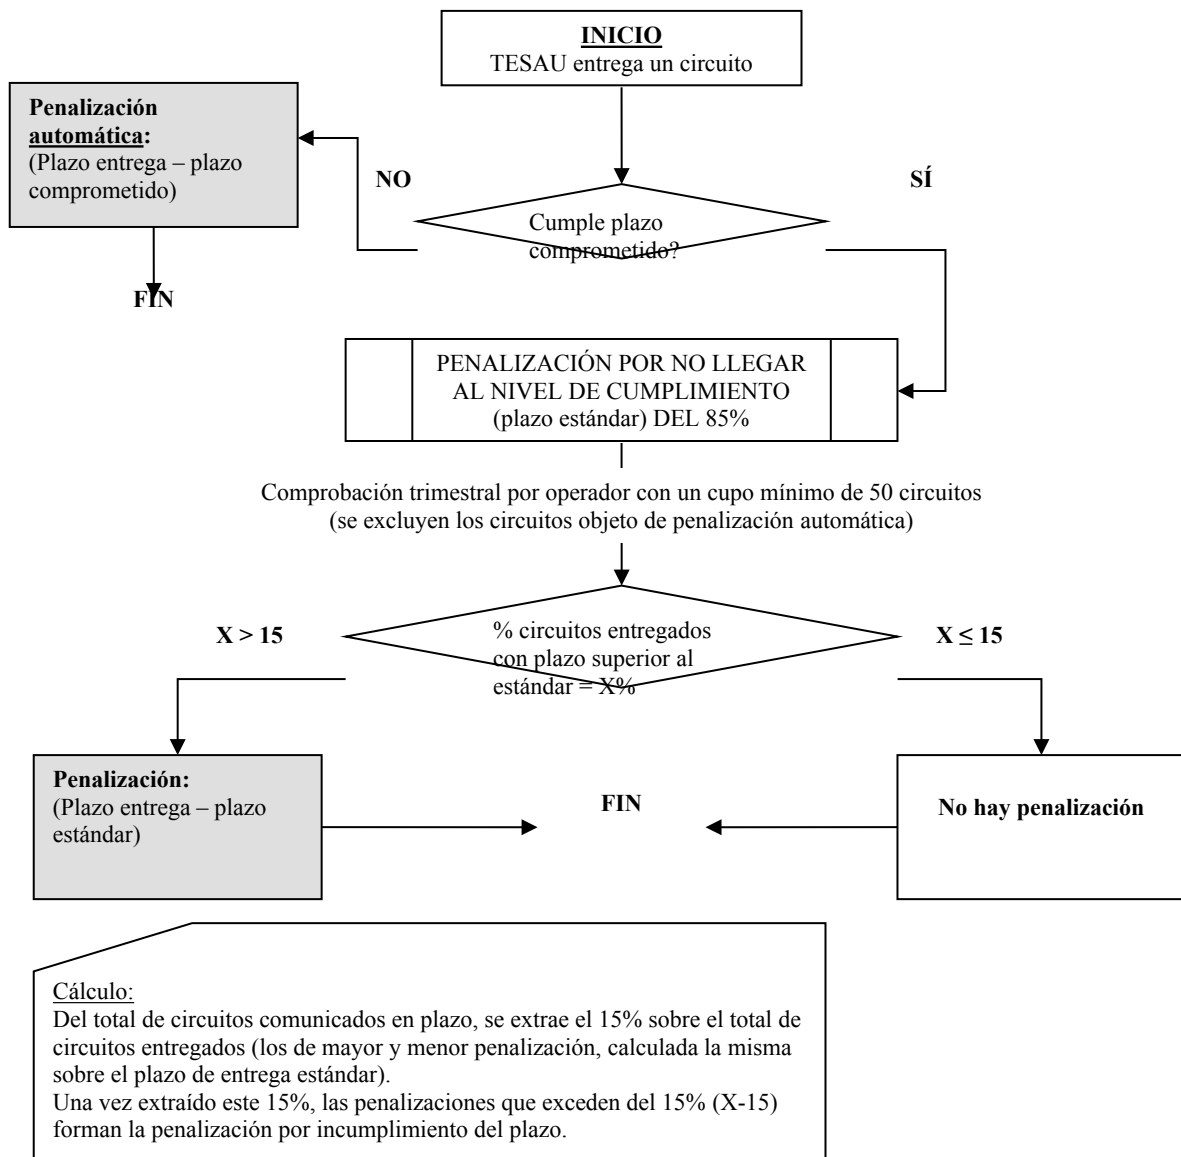 INICIO
TESAU entrega un circuito
Penalización
automática:
(Plazo entrega – plazo
comprometido)
NO
SÍ
Cumple plazo
comprometido?
FIN
PENALIZACIÓN POR NO LLEGAR
AL NIVEL DE CUMPLIMIENTO
(plazo estándar) DEL 85%
Comprobación trimestral por operador con un cupo mínimo de 50 circuitos
(se excluyen los circuitos objeto de penalización automática)
X > 15
% circuitos entregados
con plazo superior al
estándar = X%
X ≤ 15
Penalización:
(Plazo entrega – plazo
estándar)
FIN
No hay penalización
Cálculo:
Del total de circuitos comunicados en plazo, se extrae el 15% sobre el total de
circuitos entregados (los de mayor y menor penalización, calculada la misma
sobre el plazo de entrega estándar).
Una vez extraído este 15%, las penalizaciones que exceden del 15% (X-15)
forman la penalización por incumplimiento del plazo.